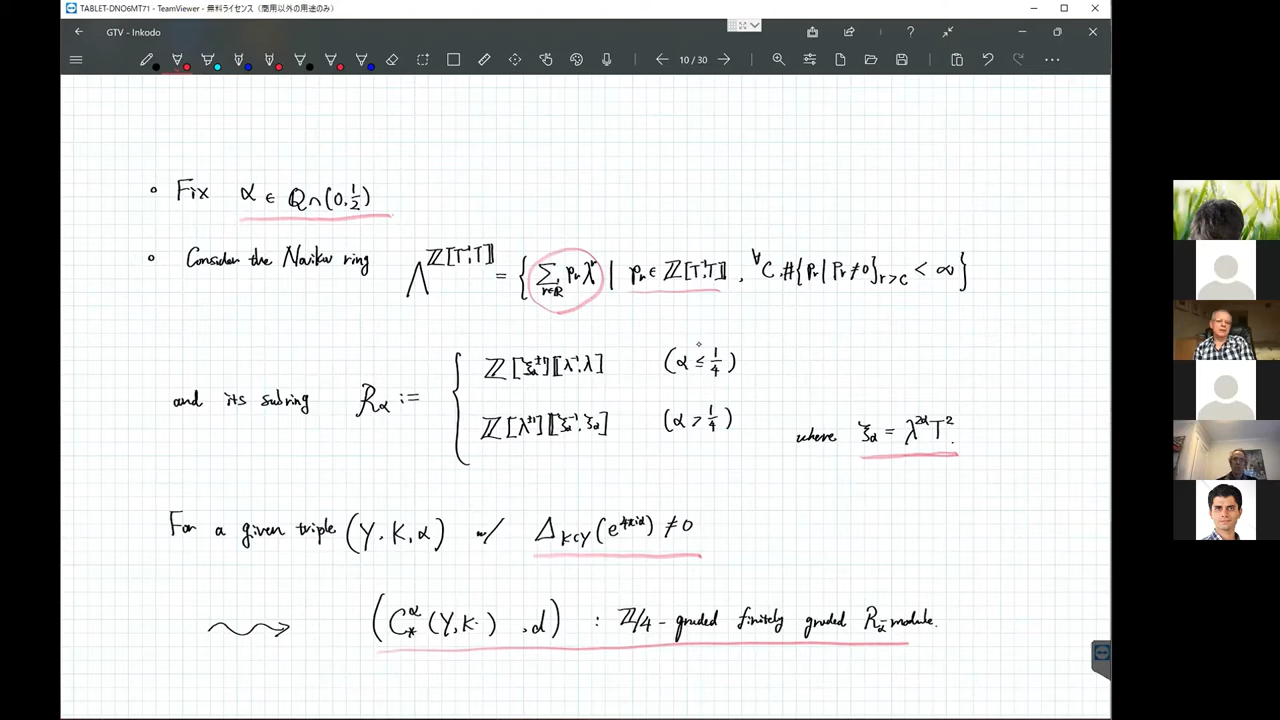 TABLET-DNO6MT71 - TeamViewer - 無料ライセンス (商用以外の用途のみ)
GTV - Inkodo
10 / 30
∘ Fix α ∈ Q∩(0,1/2)
∘ Consider the Novikov ring Λ^{ℤ[T^{-1},T]]} = { Σ_{r∈ℝ} p_r λ^r | p_r ∈ ℤ[T^{-1},T]], ∀C, #{p_r | p_r ≠ 0}_{r>C} < ∞ }
and its subring R_α := { ℤ[ξ_α^{±1}][[λ^{-1},λ] (α ≤ 1/4)
ℤ[λ^{±1}][[ξ_α^{-1},ξ_α] (α > 1/4) where ξ_α = λ^{2α}T^2.
For a given triple (Y, K, α) w/ Δ_{K⊂Y}(e^{4πiα}) ≠ 0
(C_*^α(Y,K), d) : ℤ/4 - graded finitely graded R_α-module.